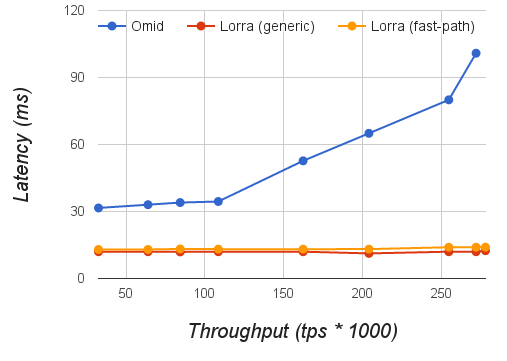 120
Omid Lorra (generic) Lorra (fast-path)
90
60
30
0
Latency (ms)
50 100 150 200 250
Throughput (tps * 1000)